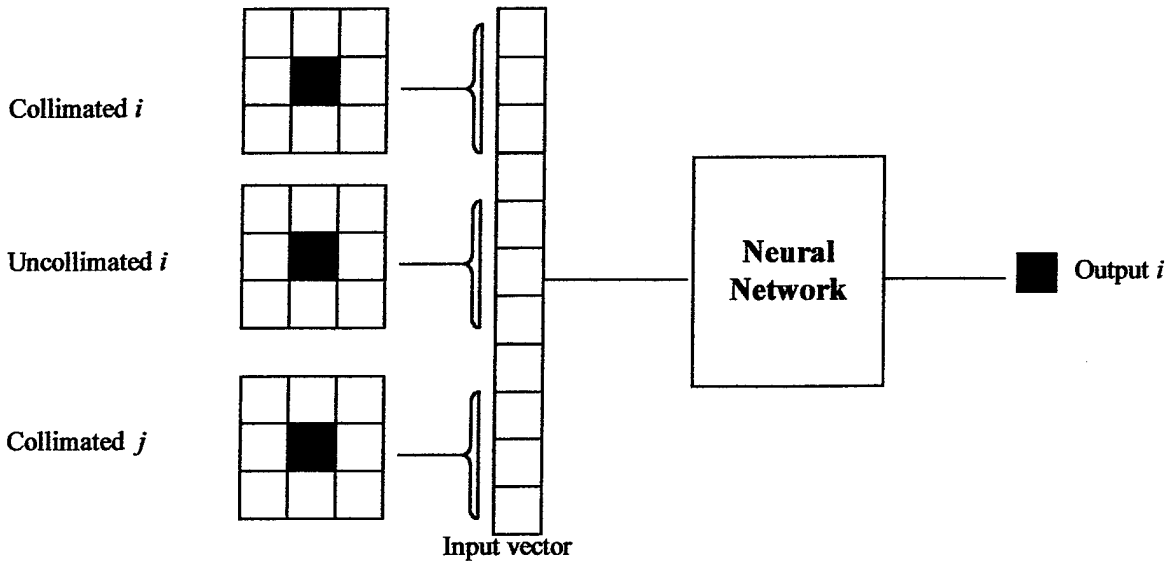 Collimated i
Uncollimated i
Collimated j
Input vector
Neural
Network
Output i